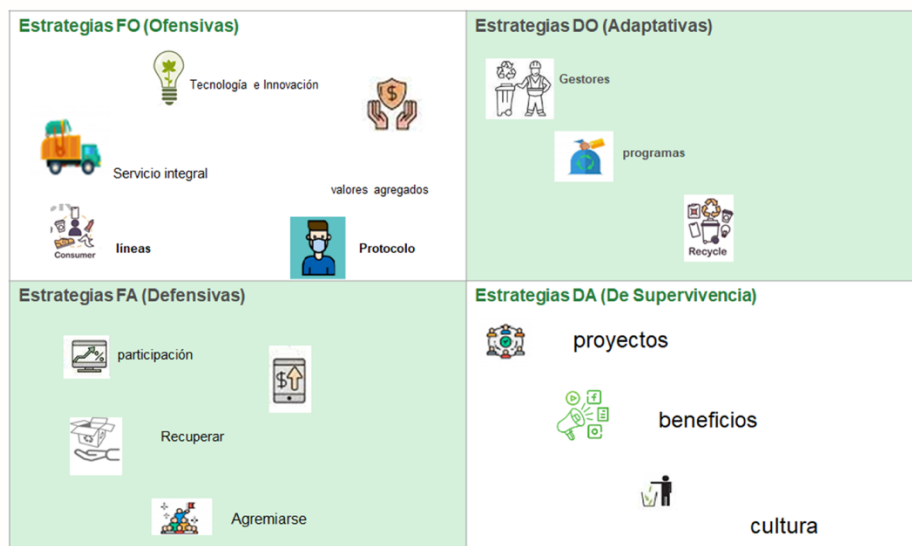 Estrategias FO (Ofensivas)
Tecnología e Innovación
$
Servicio integral
valores agregados
Consumer
líneas
Protocolo
Estrategias DO (Adaptativas)
Gestores
programas
Recycle
Estrategias FA (Defensivas)
participación
$
Recuperar
Agremiarse
Estrategias DA (De Supervivencia)
proyectos
beneficios
cultura